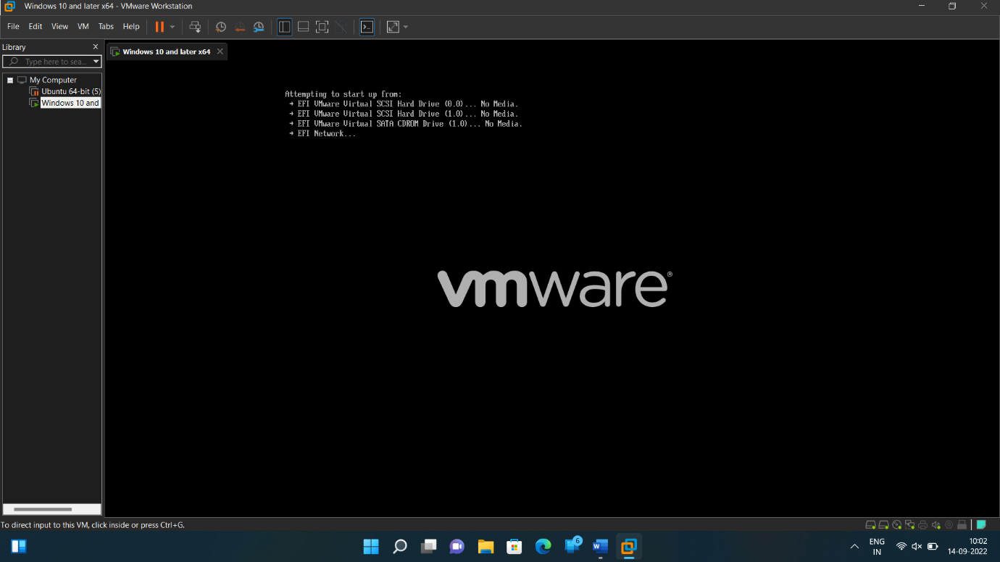 Windows 10 and later x64 - VMware Workstation
File Edit View VM Tabs Help
Library
Type here to sea...
My Computer
Ubuntu 64-bit (5)
Windows 10 and
Windows 10 and later x64
Attempting to start up from:
→ EFI VMware Virtual SCSI Hard Drive (0.0)... No Media.
→ EFI VMware Virtual SCSI Hard Drive (1.0)... No Media.
→ EFI VMware Virtual SATA CDROM Drive (1.0)... No Media.
→ EFI Network...
vmware®
To direct input to this VM, click inside or press Ctrl+G.
6
W
ENG
IN
10:02
14-09-2022